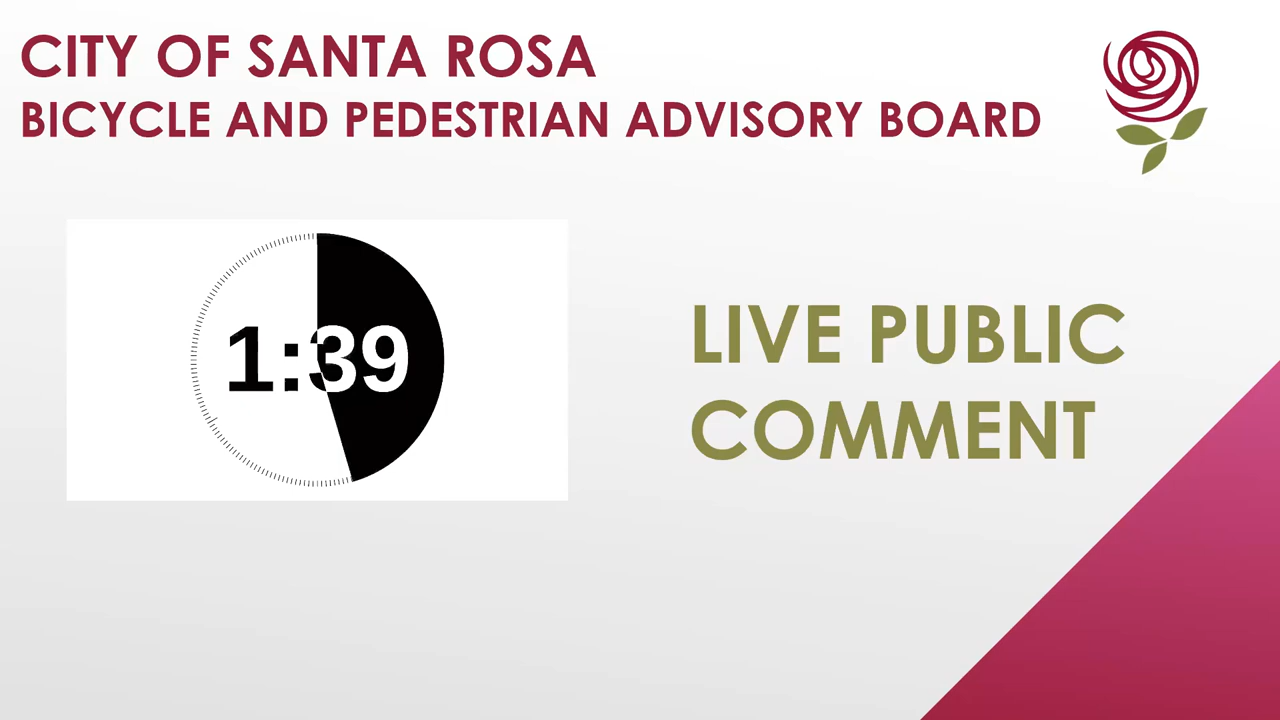 CITY OF SANTA ROSA
BICYCLE AND PEDESTRIAN ADVISORY BOARD
1:39
LIVE PUBLIC
COMMENT